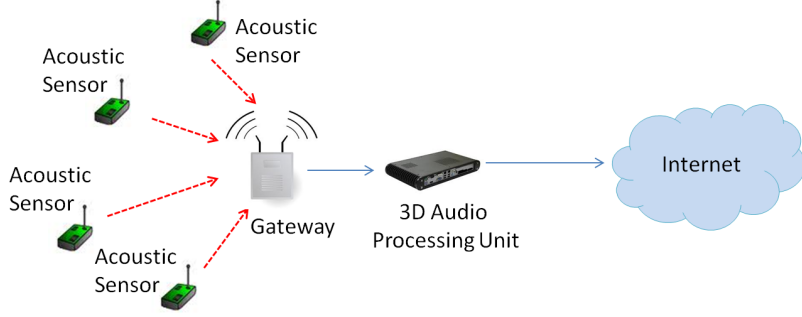 Acoustic
Sensor
Acoustic
Sensor
Acoustic
Sensor
Acoustic
Sensor
Gateway
3D Audio
Processing Unit
Internet